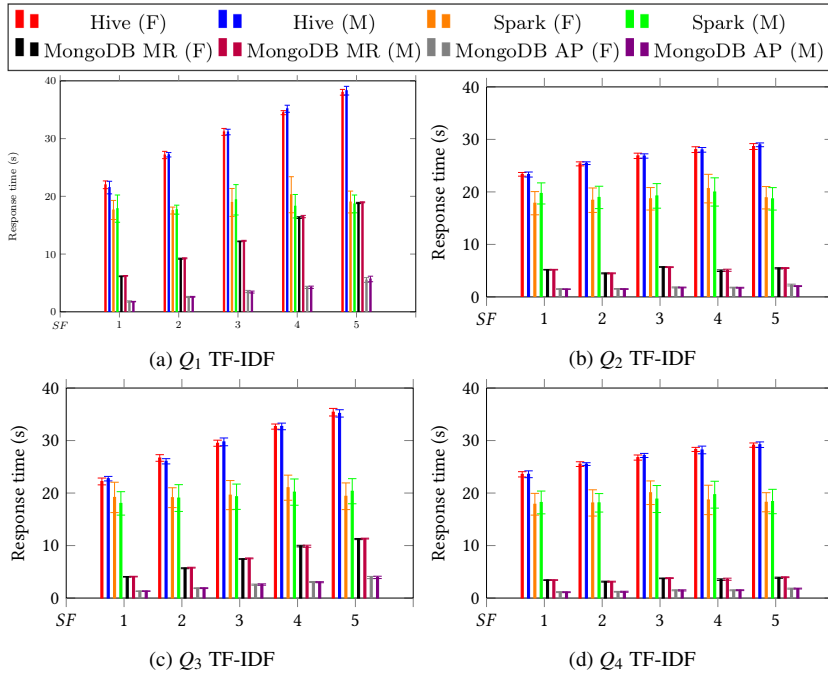 Hive (F) Hive (M) Spark (F) Spark (M)
MongoDB MR (F) MongoDB MR (M) MongoDB AP (F) MongoDB AP (M)
40
30
20
10
0
Response time (s)
SF 1 2 3 4 5
(a) Q1 TF-IDF
40
30
20
10
0
Response time (s)
SF 1 2 3 4 5
(b) Q2 TF-IDF
40
30
20
10
0
Response time (s)
SF 1 2 3 4 5
(c) Q3 TF-IDF
40
30
20
10
0
Response time (s)
SF 1 2 3 4 5
(d) Q4 TF-IDF